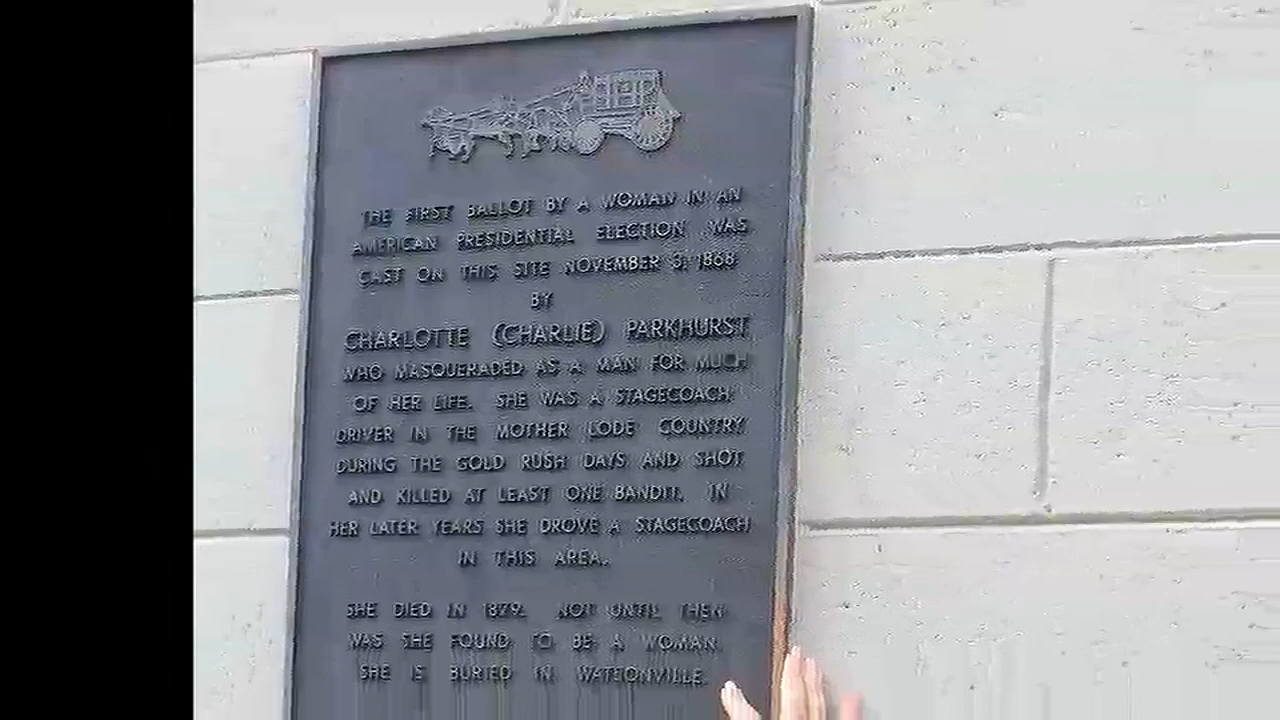 THE FIRST BALLOT BY A WOMAN IN AN
AMERICAN PRESIDENTIAL ELECTION WAS
CAST ON THIS SITE NOVEMBER 3, 1868
BY
CHARLOTTE (CHARLIE) PARKHURST
WHO MASQUERADED AS A MAN FOR MUCH
OF HER LIFE. SHE WAS A STAGECOACH
DRIVER IN THE MOTHER LODE COUNTRY
DURING THE GOLD RUSH DAYS AND SHOT
AND KILLED AT LEAST ONE BANDIT. IN
HER LATER YEARS SHE DROVE A STAGECOACH
IN THIS AREA.
SHE DIED IN 1879. NOT UNTIL THEN
WAS SHE FOUND TO BE A WOMAN.
SHE IS BURIED IN WATSONVILLE.